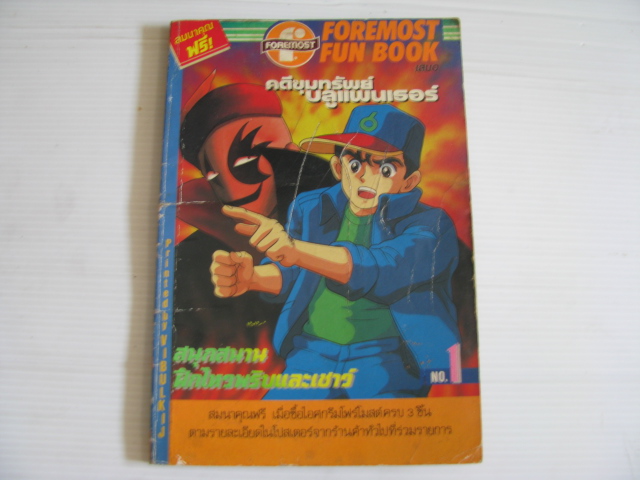 สมนาคุณ
ฟรี!
FOREMOST
FOREMOST
FUN BOOK
คดีขุมทรัพย์
บลูแพนเธอร์
สนุกสนาน
NO. 1
สมนาคุณฟรี เมื่อซื้อไอศกรีมโฟร์โมสต์ครบ 3 ชิ้น
ตามรายละเอียดในโปสเตอร์จากร้านค้าทั่วไปที่ร่วมรายการ
Printed by VIBULKIJ